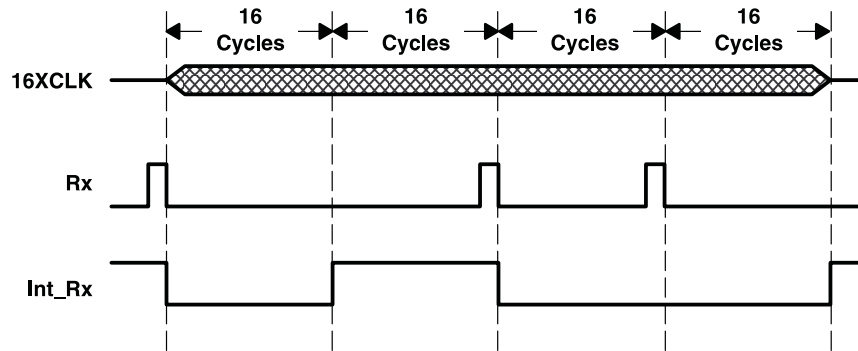 16
Cycles
16
Cycles
16
Cycles
16
Cycles
16XCLK
Rx
Int_Rx